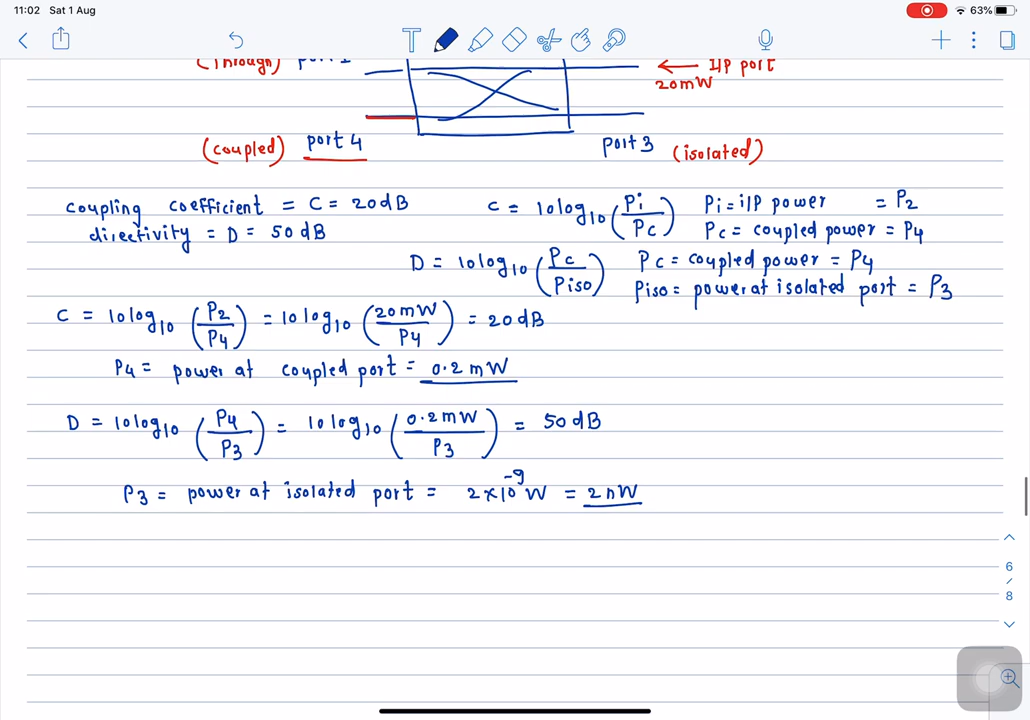 11:02 Sat 1 Aug
63%
T
(Through) port 1
I/P port
20mW
(coupled) port 4
port 3 (isolated)
coupling coefficient = C = 20dB
directivity = D = 50 dB
C = 10log10 (Pi/Pc) Pi = i/p power = P2
Pc = coupled power = P4
D = 10log10 (Pc/Piso) Pc = coupled power = P4
Piso = power at isolated port = P3
C = 10log10 (P2/P4) = 10log10 (20mW/P4) = 20dB
P4 = power at coupled port = 0.2mW
D = 10log10 (P4/P3) = 10log10 (0.2mW/P3) = 50dB
P3 = power at isolated port = 2×10^-9 W = 2nW
6
/
8